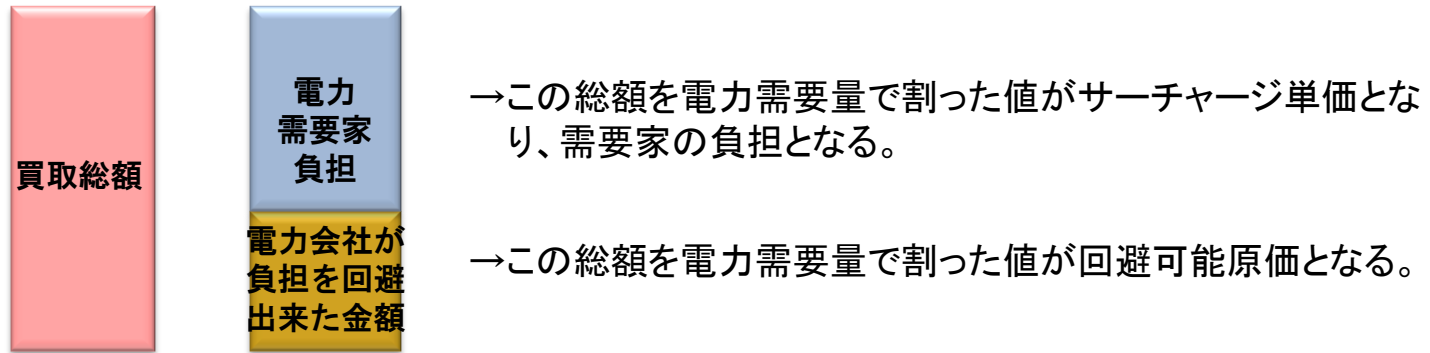 買取総額
電力
需要家
負担
電力会社が
負担を回避
出来た金額
→この総額を電力需要量で割った値がサーチャージ単価とな
り、需要家の負担となる。
→この総額を電力需要量で割った値が回避可能原価となる。